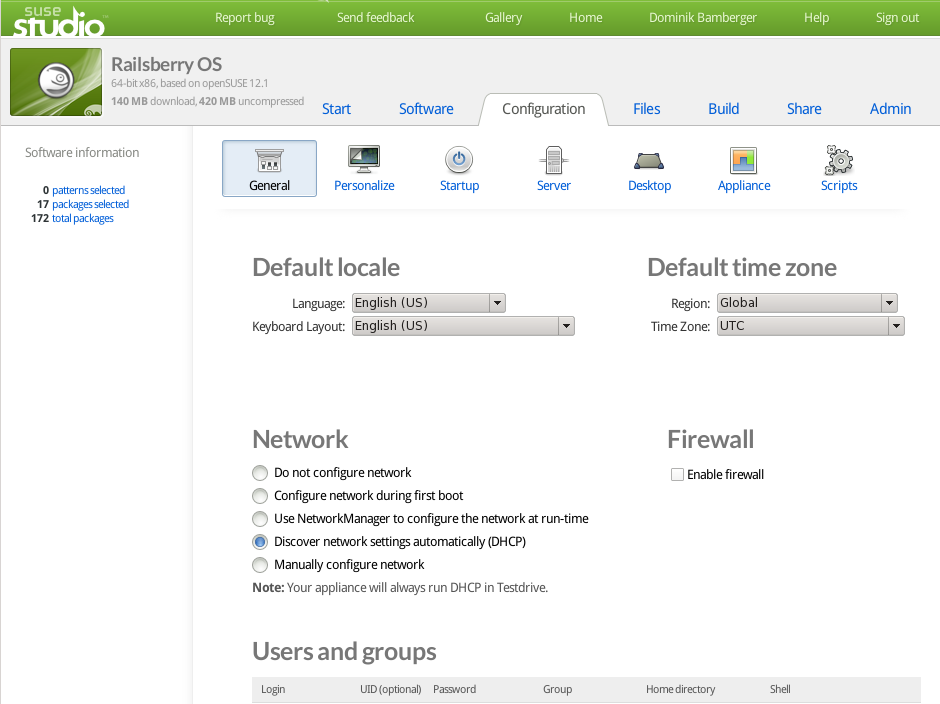 suse studio
Report bug Send feedback Gallery Home Dominik Bamberger Help Sign out
Railsberry OS
64-bit x86, based on openSUSE 12.1
140 MB download, 420 MB uncompressed
Start Software Configuration Files Build Share Admin
Software information
0 patterns selected
17 packages selected
172 total packages
General Personalize Startup Server Desktop Appliance Scripts
Default locale
Language: English (US)
Keyboard Layout: English (US)
Default time zone
Region: Global
Time Zone: UTC
Network
Do not configure network
Configure network during first boot
Use NetworkManager to configure the network at run-time
Discover network settings automatically (DHCP)
Manually configure network
Note: Your appliance will always run DHCP in Testdrive.
Firewall
Enable firewall
Users and groups
Login UID (optional) Password Group Home directory Shell